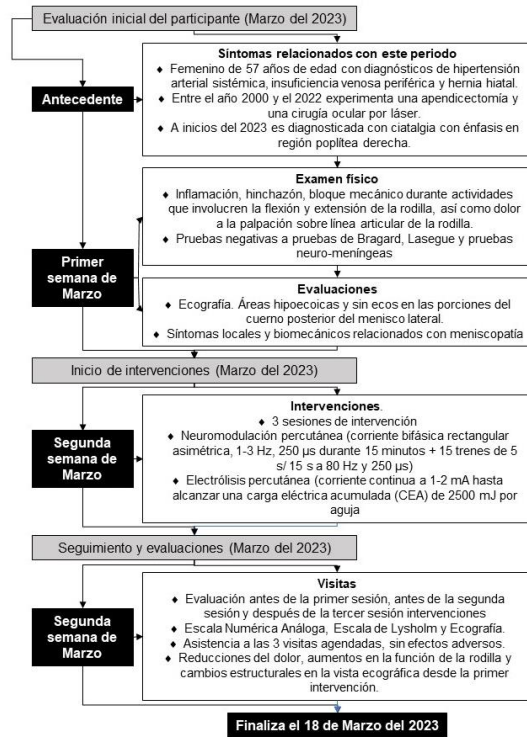 Evaluación inicial del participante (Marzo del 2023)
Síntomas relacionados con este periodo
♦ Femenino de 57 años de edad con diagnósticos de hipertensión
arterial sistémica, insuficiencia venosa periférica y hernia hiatal.
♦ Entre el año 2000 y el 2022 experimenta una apendicectomía y
una cirugía ocular por láser.
♦ A inicios del 2023 es diagnosticada con ciatalgia con énfasis en
región poplítea derecha.
Antecedente
Examen físico
♦ Inflamación, hinchazón, bloque mecánico durante actividades
que involucren la flexión y extensión de la rodilla, así como dolor
a la palpación sobre línea articular de la rodilla.
♦ Pruebas negativas a pruebas de Bragard, Lasegue y pruebas
neuro-meníngeas
Primer
semana de
Marzo
Evaluaciones
♦ Ecografía. Áreas hipoecoicas y sin ecos en las porciones del
cuerno posterior del menisco lateral.
♦ Síntomas locales y biomecánicos relacionados con meniscopatía
Inicio de intervenciones (Marzo del 2023)
Intervenciones.
♦ 3 sesiones de intervención
♦ Neuromodulación percutánea (corriente bifásica rectangular
asimétrica, 1-3 Hz, 250 µs durante 15 minutos + 15 trenes de 5
s/ 15 s a 80 Hz y 250 µs)
♦ Electrólisis percutánea (corriente continua a 1-2 mA hasta
alcanzar una carga eléctrica acumulada (CEA) de 2500 mJ por
aguja
Segunda
semana de
Marzo
Seguimiento y evaluaciones (Marzo del 2023)
Visitas
♦ Evaluación antes de la primer sesión, antes de la segunda
sesión y después de la tercer sesión intervenciones
♦ Escala Numérica Análoga, Escala de Lysholm y Ecografía.
♦ Asistencia a las 3 visitas agendadas, sin efectos adversos.
♦ Reducciones del dolor, aumentos en la función de la rodilla y
cambios estructurales en la vista ecográfica desde la primer
intervención.
Segunda
semana de
Marzo
Finaliza el 18 de Marzo del 2023